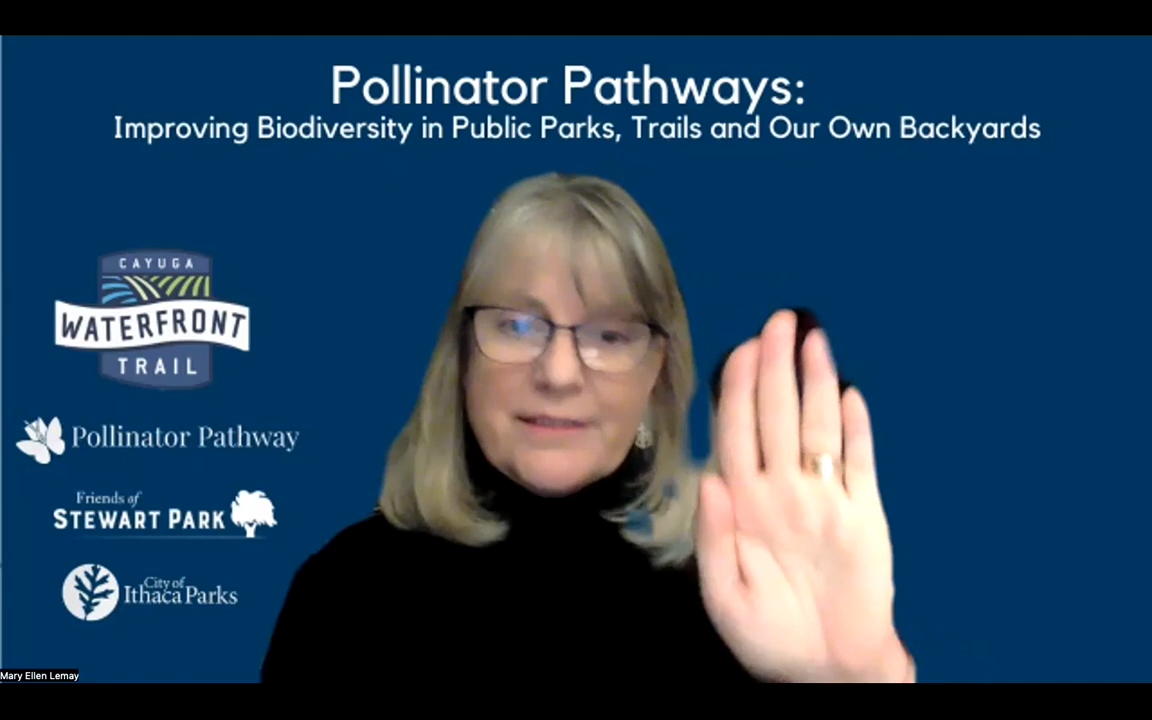 Pollinator Pathways:
Improving Biodiversity in Public Parks, Trails and Our Own Backyards
CAYUGA
WATERFRONT
TRAIL
Pollinator Pathway
Friends of
STEWART PARK
City of
Ithaca Parks
Mary Ellen Lemay